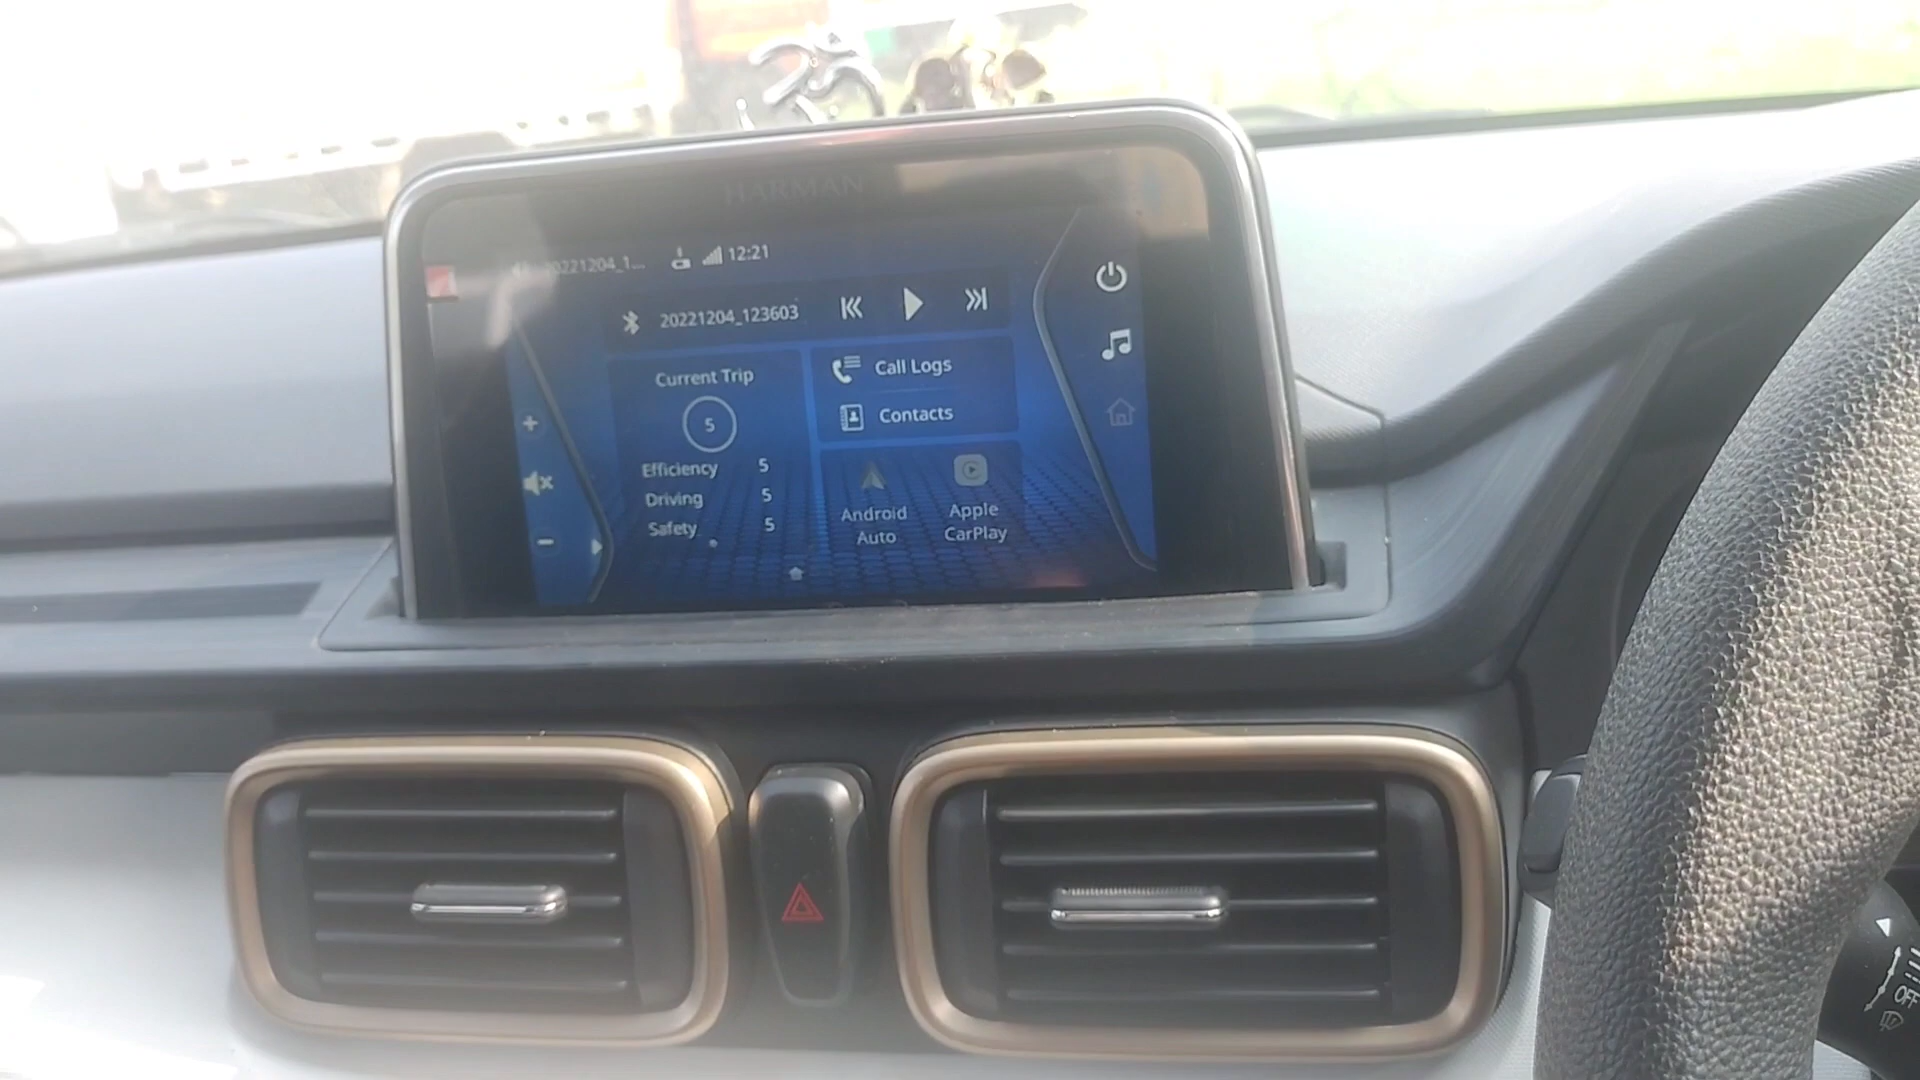 ॐ
HARMAN
20221204_1... 12:21
20221204_123603
Current Trip
5
Efficiency 5
Driving 5
Safety 5
Call Logs
Contacts
Android
Auto
Apple
CarPlay
OFF